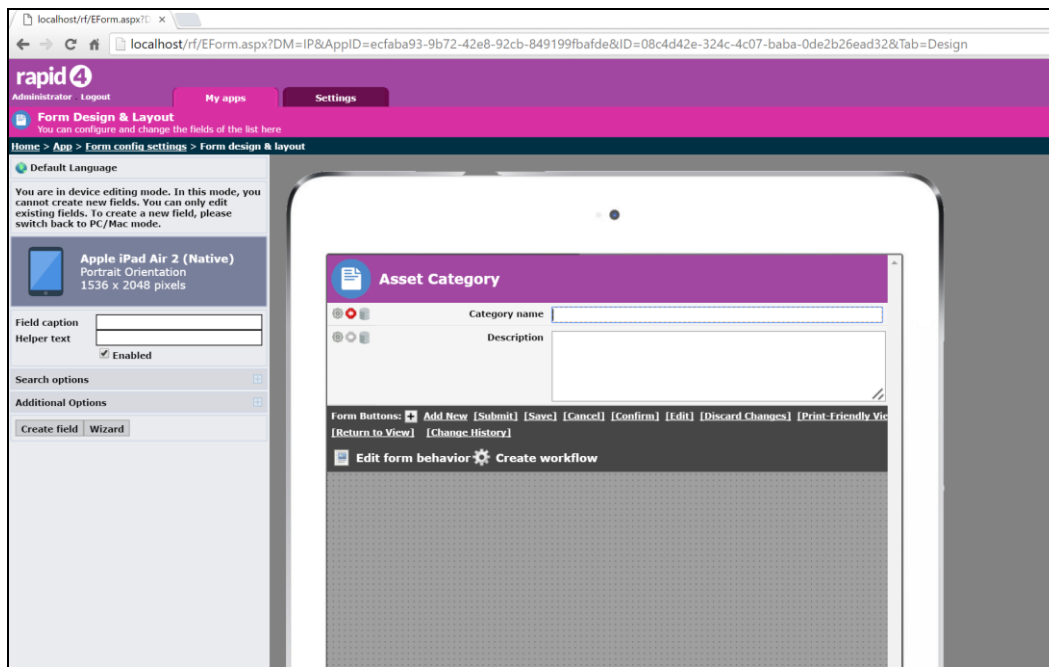 localhost/rf/EForm.aspx?D
localhost/rf/EForm.aspx?DM=IP&AppID=ecfaba93-9b72-42e8-92cb-849199fbafde&ID=08c4d42e-324c-4c07-baba-0de2b26ead32&Tab=Design
rapid 4
Administrator Logout
My apps
Settings
Form Design & Layout
You can configure and change the fields of the list here
Home > App > Form config settings > Form design & layout
Default Language
You are in device editing mode. In this mode, you
cannot create new fields. You can only edit
existing fields. To create a new field, please
switch back to PC/Mac mode.
Apple iPad Air 2 (Native)
Portrait Orientation
1536 x 2048 pixels
Field caption
Helper text
Enabled
Search options
Additional Options
Create field Wizard
Asset Category
Category name
Description
Form Buttons: Add New [Submit] [Save] [Cancel] [Confirm] [Edit] [Discard Changes] [Print-Friendly Vie
[Return to View] [Change History]
Edit form behavior Create workflow